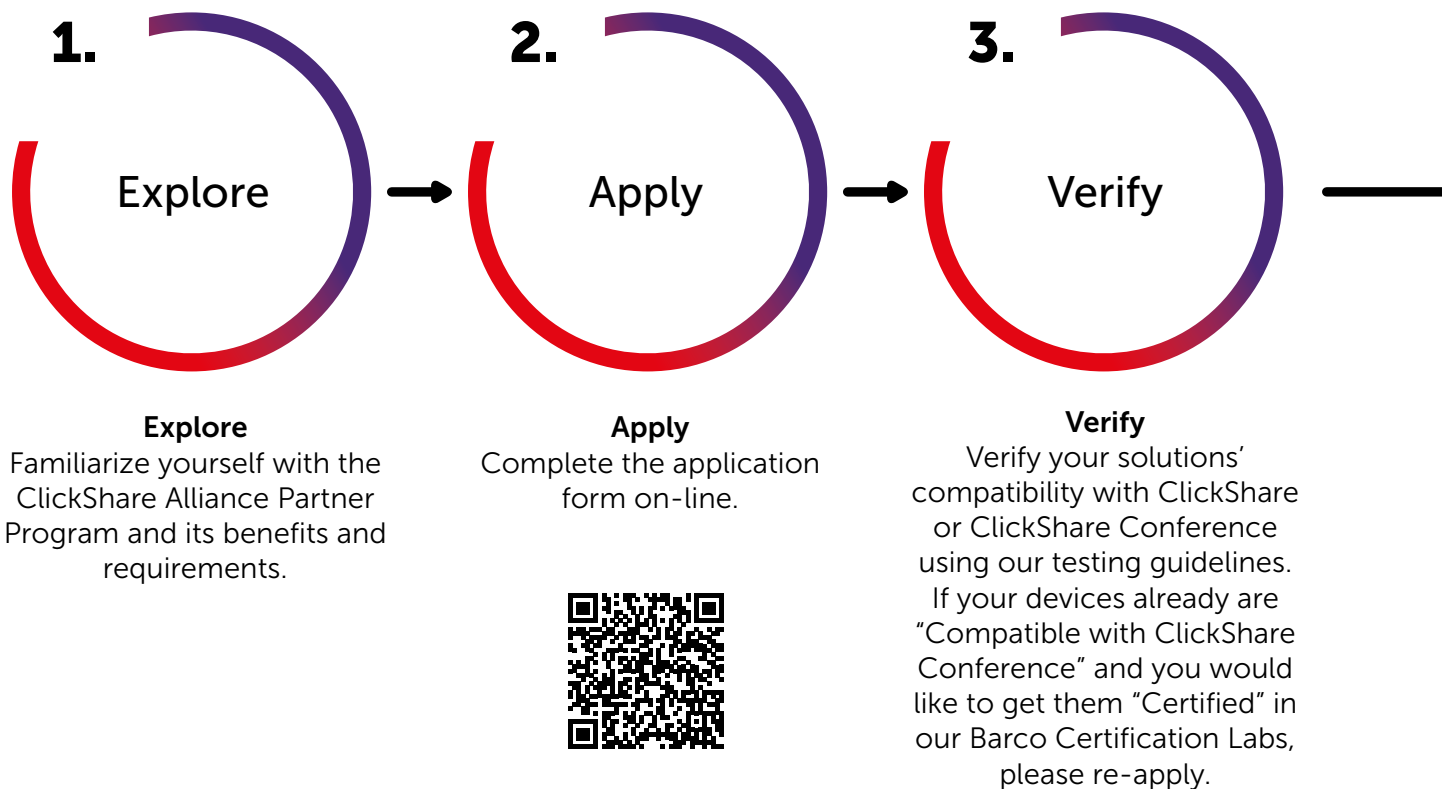 1.
Explore
Explore
Familiarize yourself with the
ClickShare Alliance Partner
Program and its benefits and
requirements.
2.
Apply
Apply
Complete the application
form on-line.
3.
Verify
Verify
Verify your solutions’
compatibility with ClickShare
or ClickShare Conference
using our testing guidelines.
If your devices already are
“Compatible with ClickShare
Conference” and you would
like to get them “Certified” in
our Barco Certification Labs,
please re-apply.